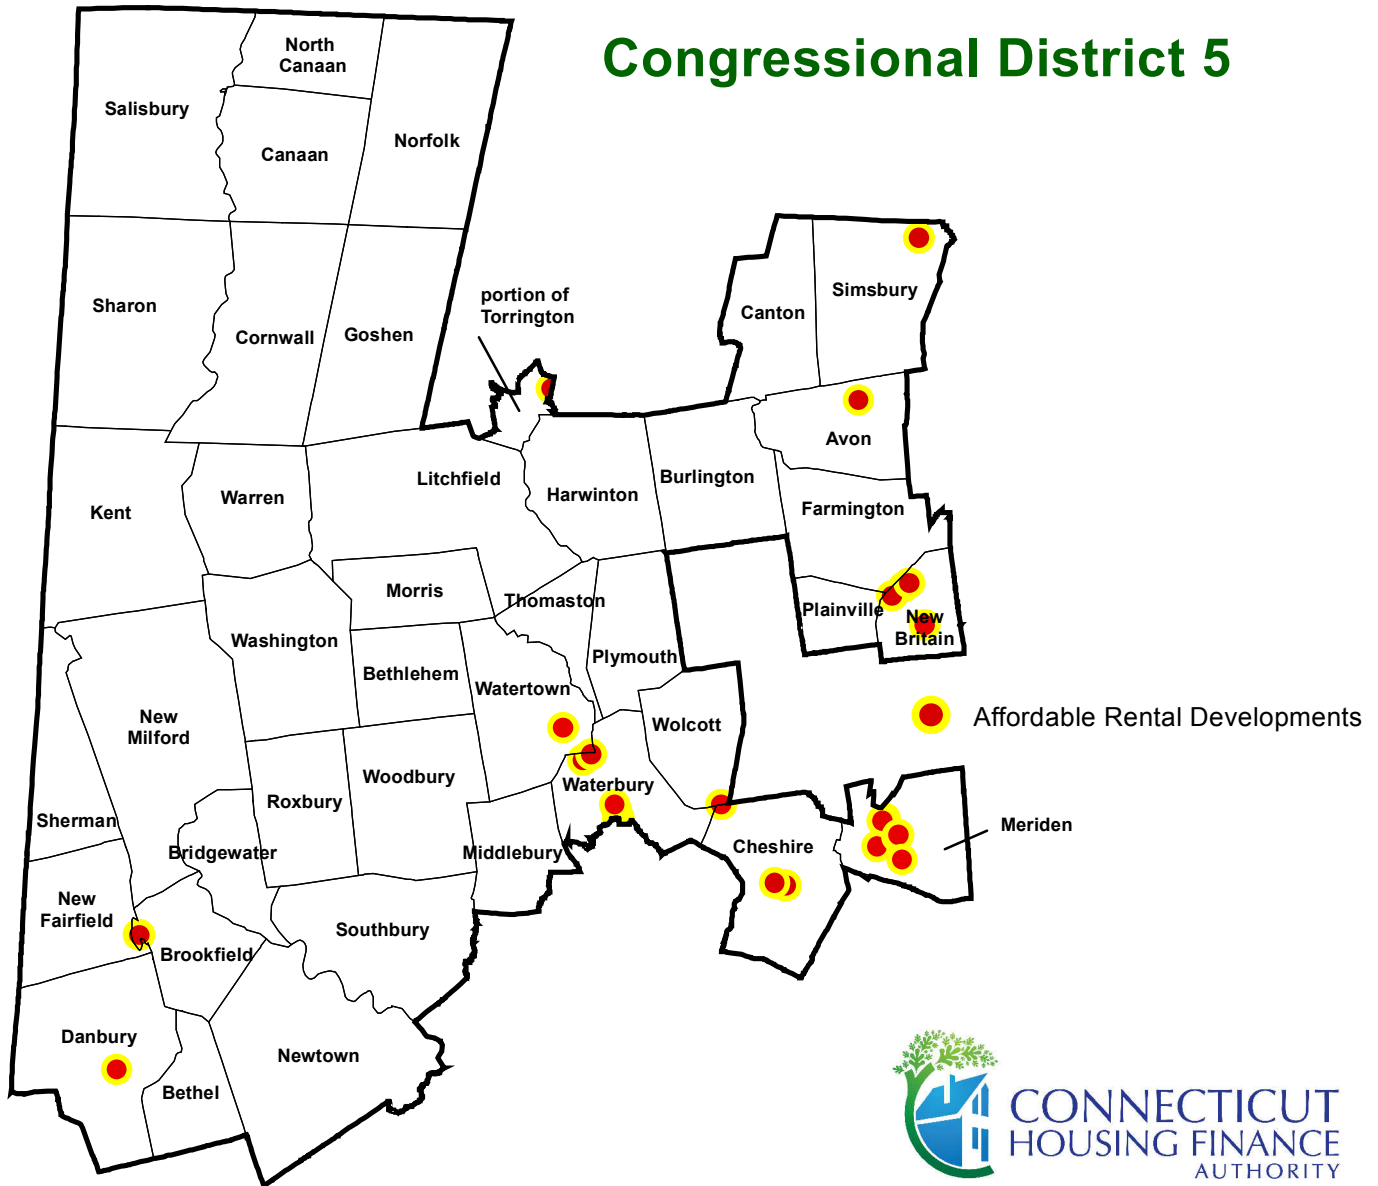 Congressional District 5
North
Canaan
Salisbury
Norfolk
Canaan
Sharon
Cornwall
Goshen
portion of
Torrington
Canton
Simsbury
Avon
Litchfield
Harwinton
Burlington
Farmington
Kent
Warren
Morris
Thomaston
Plainville
New
Britain
Washington
Bethlehem
Plymouth
Watertown
New
Milford
Wolcott
Affordable Rental Developments
Woodbury
Waterbury
Roxbury
Sherman
Bridgewater
Middlebury
Cheshire
Meriden
New
Fairfield
Brookfield
Southbury
Danbury
Newtown
Bethel
CONNECTICUT
HOUSING FINANCE
AUTHORITY